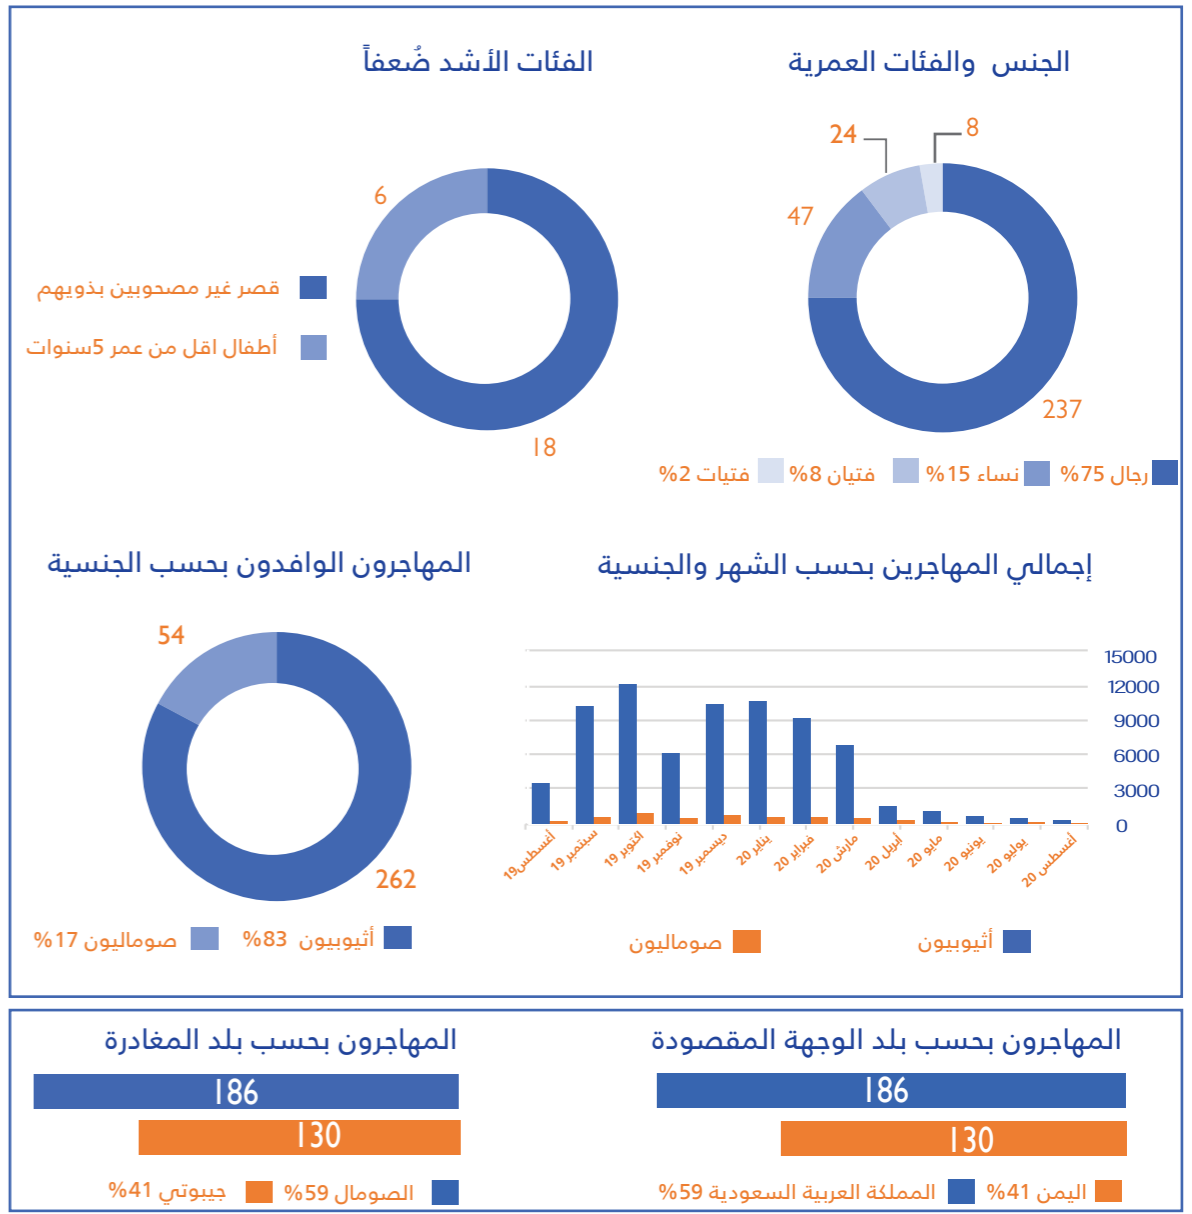 الجنس والفئات العمرية
8
24
47
237
رجال 75%
نساء 15%
فتيان 8%
فتيات 2%
الفئات الأشد ضُعفاً
6
18
قصر غير مصحوبين بذويهم
أطفال اقل من عمر 5سنوات
إجمالي المهاجرين بحسب الشهر والجنسية
15000
12000
9000
6000
3000
0
أغسطس19
سبتمبر 19
اكتوبر 19
نوفمبر 19
ديسمبر 19
يناير 20
فبراير 20
مارش 20
أبريل 20
مايو 20
يونيو 20
يوليو 20
أغسطس 20
أثيوبيون
صوماليون
المهاجرون الوافدون بحسب الجنسية
54
262
أثيوبيون 83%
صوماليون 17%
المهاجرون بحسب بلد الوجهة المقصودة
186
130
اليمن 41%
المملكة العربية السعودية 59%
المهاجرون بحسب بلد المغادرة
186
130
الصومال 59%
جيبوتي 41%